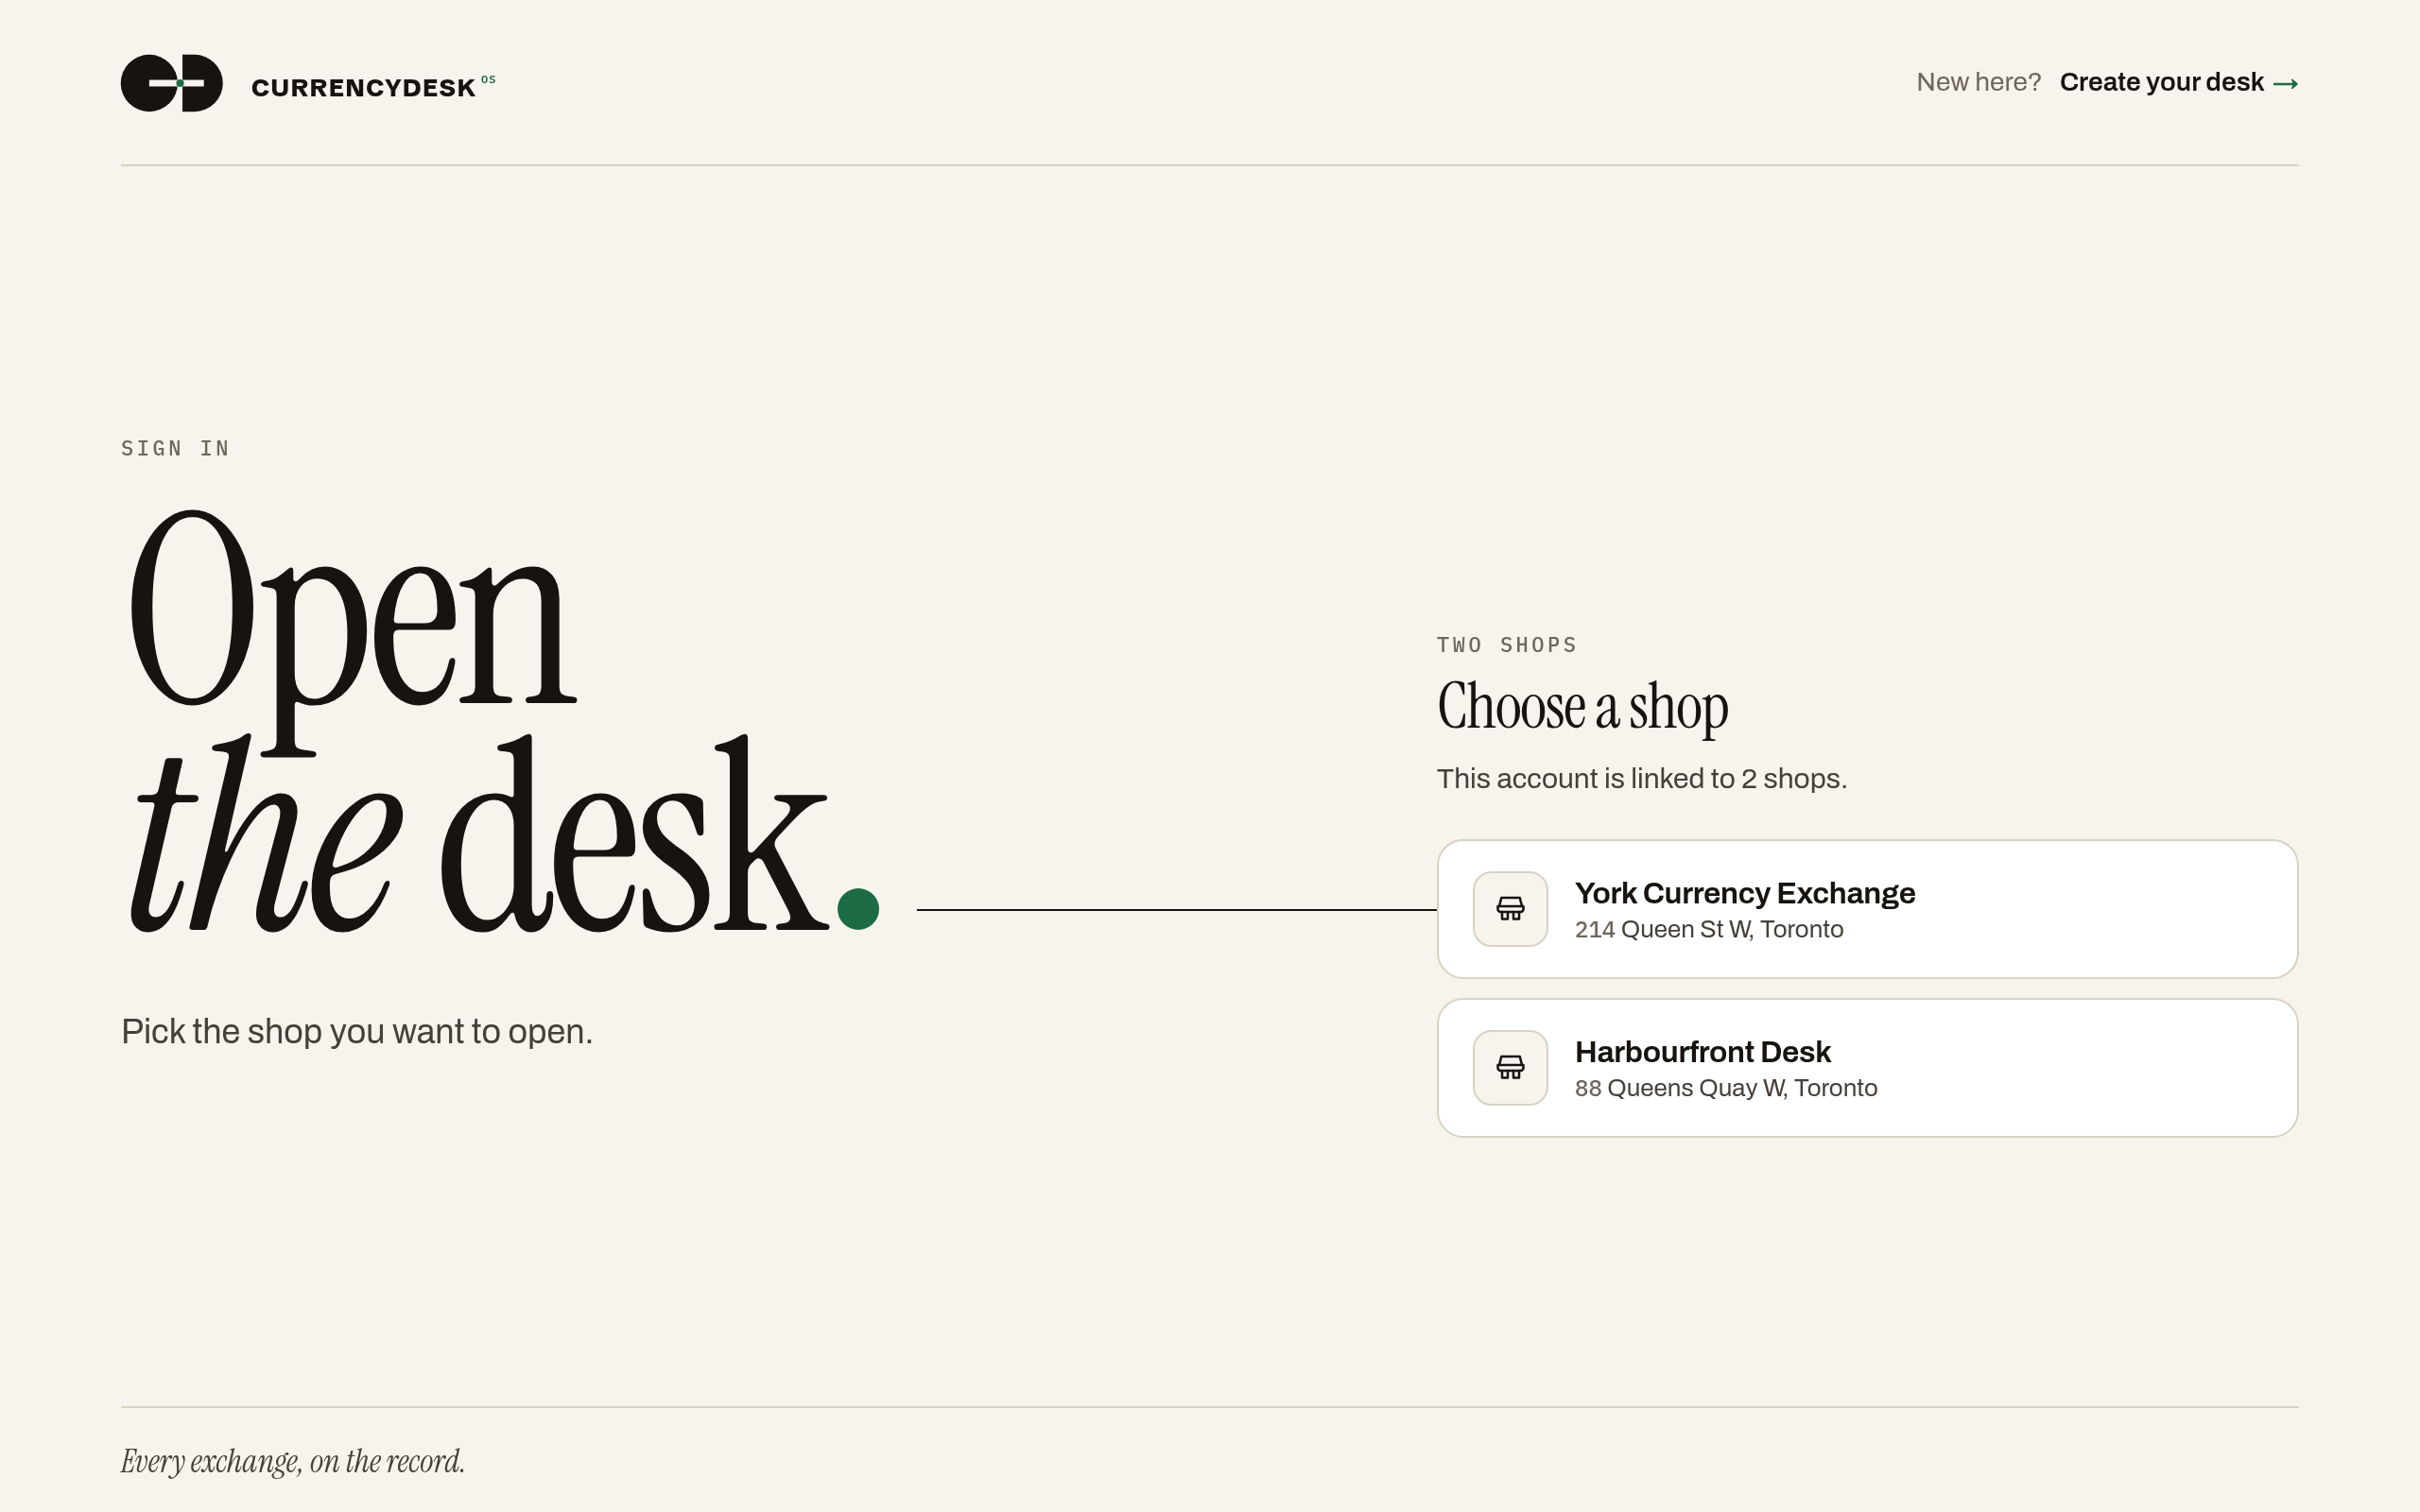 CURRENCYDESK OS
New here? Create your desk →
SIGN IN
Open
the desk.
Pick the shop you want to open.
TWO SHOPS
Choose a shop
This account is linked to 2 shops.
York Currency Exchange
214 Queen St W, Toronto
Harbourfront Desk
88 Queens Quay W, Toronto
Every exchange, on the record.